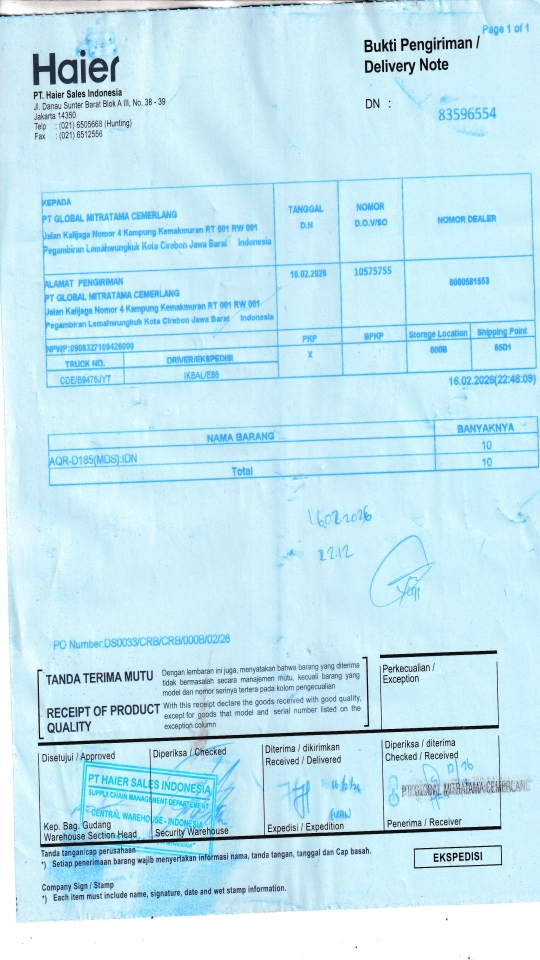 Page 1 of 1
Haier
Bukti Pengiriman /
Delivery Note
PT. Haier Sales Indonesia
Jl. Danau Sunter Barat Blok A III, No. 38 - 39
Jakarta 14350
Telp : (021) 6505668 (Hunting)
Fax : (021) 6512556
DN : 83596554
KEPADA
PT GLOBAL MITRATAMA CEMERLANG
Jalan Kalijaga Nomor 4 Kampung Kemakmuran RT 001 RW 001
Pegambiran Lemahwungkuk Kota Cirebon Jawa Barat Indonesia
TANGGAL
D.N
NOMOR
D.O.V/SO
NOMOR DEALER
ALAMAT PENGIRIMAN
PT GLOBAL MITRATAMA CEMERLANG
Jalan Kalijaga Nomor 4 Kampung Kemakmuran RT 001 RW 001
Pegambiran Lemahwungkuk Kota Cirebon Jawa Barat Indonesia
16.02.2026
10575755
6000581553
NPWP:0908327109426000
PKP
BPKP
Storege Location
Shipping Point
TRUCK NO.
DRIVER/EKSPEDISI
X
000B
65D1
CDE/B9476JYT
IKBAL/E88
16.02.2026(22:48:09)
NAMA BARANG
BANYAKNYA
AQR-D185(MDS).IDN
10
Total
10
16.02.2026
22.12
PO Number:DS0033/CRB/CRB/000B/02/26
TANDA TERIMA MUTU
Dengan lembaran ini juga, menyatakan bahwa barang yang diterima
tidak bermasalah secara manajemen mutu, kecuali barang yang
model dan nomor serinya tertera pada kolom pengecualian
RECEIPT OF PRODUCT
QUALITY
With this receipt declare the goods received with good quality,
except for goods that model and serial number listed on the
exception column
Perkecualian /
Exception
Disetujui / Approved
Diperiksa / Checked
Diterima / dikirimkan
Received / Delivered
Diperiksa / diterima
Checked / Received
PT HAIER SALES INDONESIA
SUPPLY CHAIN MANAGEMENT DEPARTEMENT
CENTRAL WAREHOUSE - INDONESIA
PT GLOBAL MITRATAMA CEMERLANG
Kep. Bag. Gudang
Warehouse Section Head
Security Warehouse
Expedisi / Expedition
Penerima / Receiver
Tanda tangan/cap perusahaan
*) Setiap penerimaan barang wajib menyertakan informasi nama, tanda tangan, tanggal dan Cap basah.
EKSPEDISI
Company Sign / Stamp
*) Each item must include name, signature, date and wet stamp information.